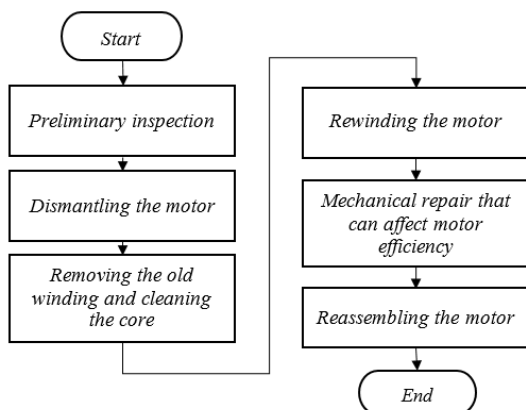 Start
Preliminary inspection
Dismantling the motor
Removing the old
winding and cleaning
the core
Rewinding the motor
Mechanical repair that
can affect motor
efficiency
Reassembling the motor
End